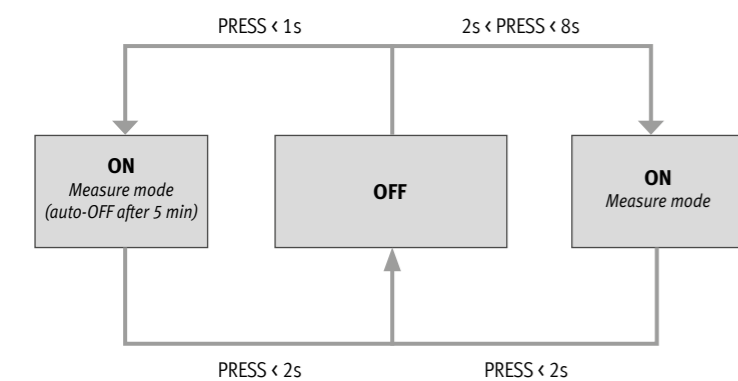 PRESS < 1s
2s < PRESS < 8s
ON
Measure mode
(auto-OFF after 5 min)
OFF
ON
Measure mode
PRESS < 2s
PRESS < 2s